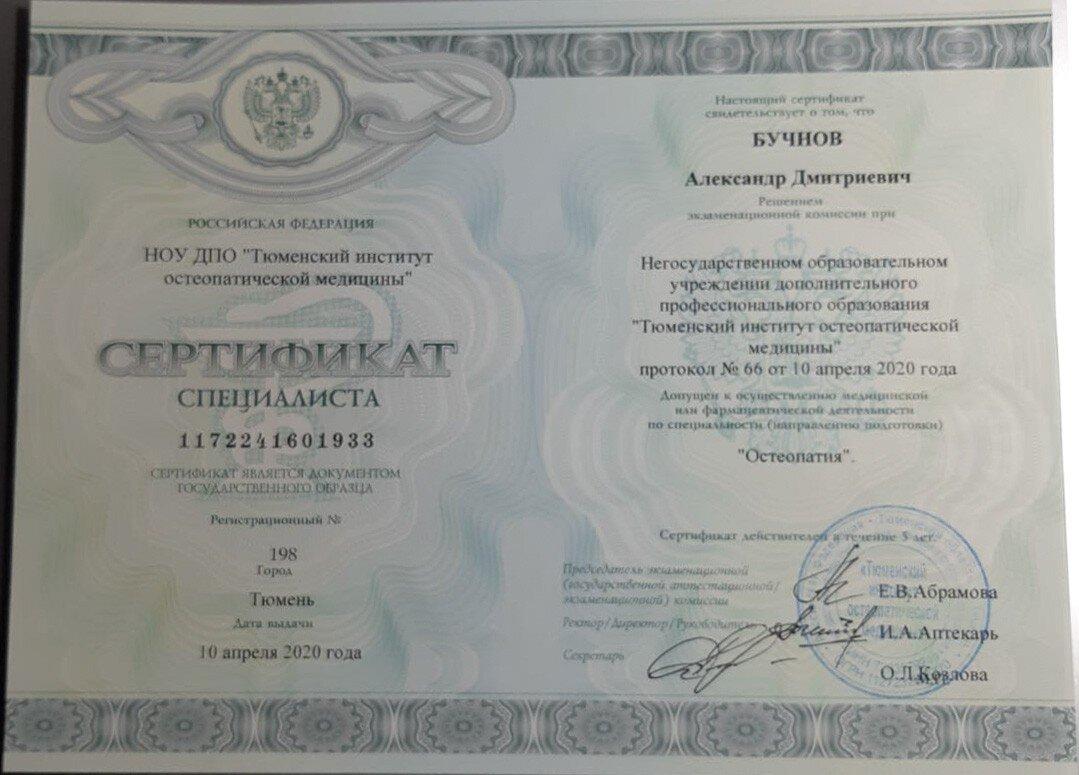 РОССИЙСКАЯ ФЕДЕРАЦИЯ
НОУ ДПО "Тюменский институт
остеопатической медицины"
СЕРТИФИКАТ
СПЕЦИАЛИСТА
1172241601933
СЕРТИФИКАТ ЯВЛЯЕТСЯ ДОКУМЕНТОМ
ГОСУДАРСТВЕННОГО ОБРАЗЦА
Регистрационный №
198
Город
Тюмень
Дата выдачи
10 апреля 2020 года
Настоящий сертификат
свидетельствует о том, что
БУЧНОВ
Александр Дмитриевич
Решением
экзаменационной комиссии при
Негосударственном образовательном
учреждении дополнительного
профессионального образования
"Тюменский институт остеопатической
медицины"
протокол № 66 от 10 апреля 2020 года
Допущен к осуществлению медицинской
или фармацевтической деятельности
по специальности (направлению подготовки)
"Остеопатия".
Сертификат действителен в течение 5 лет.
Председатель экзаменационной
(государственной аттестационной/
экзаменационной) комиссии
Е.В.Абрамова
Ректор/Директор/Руководитель
И.А.Аптекарь
Секретарь
О.Л.Козлова